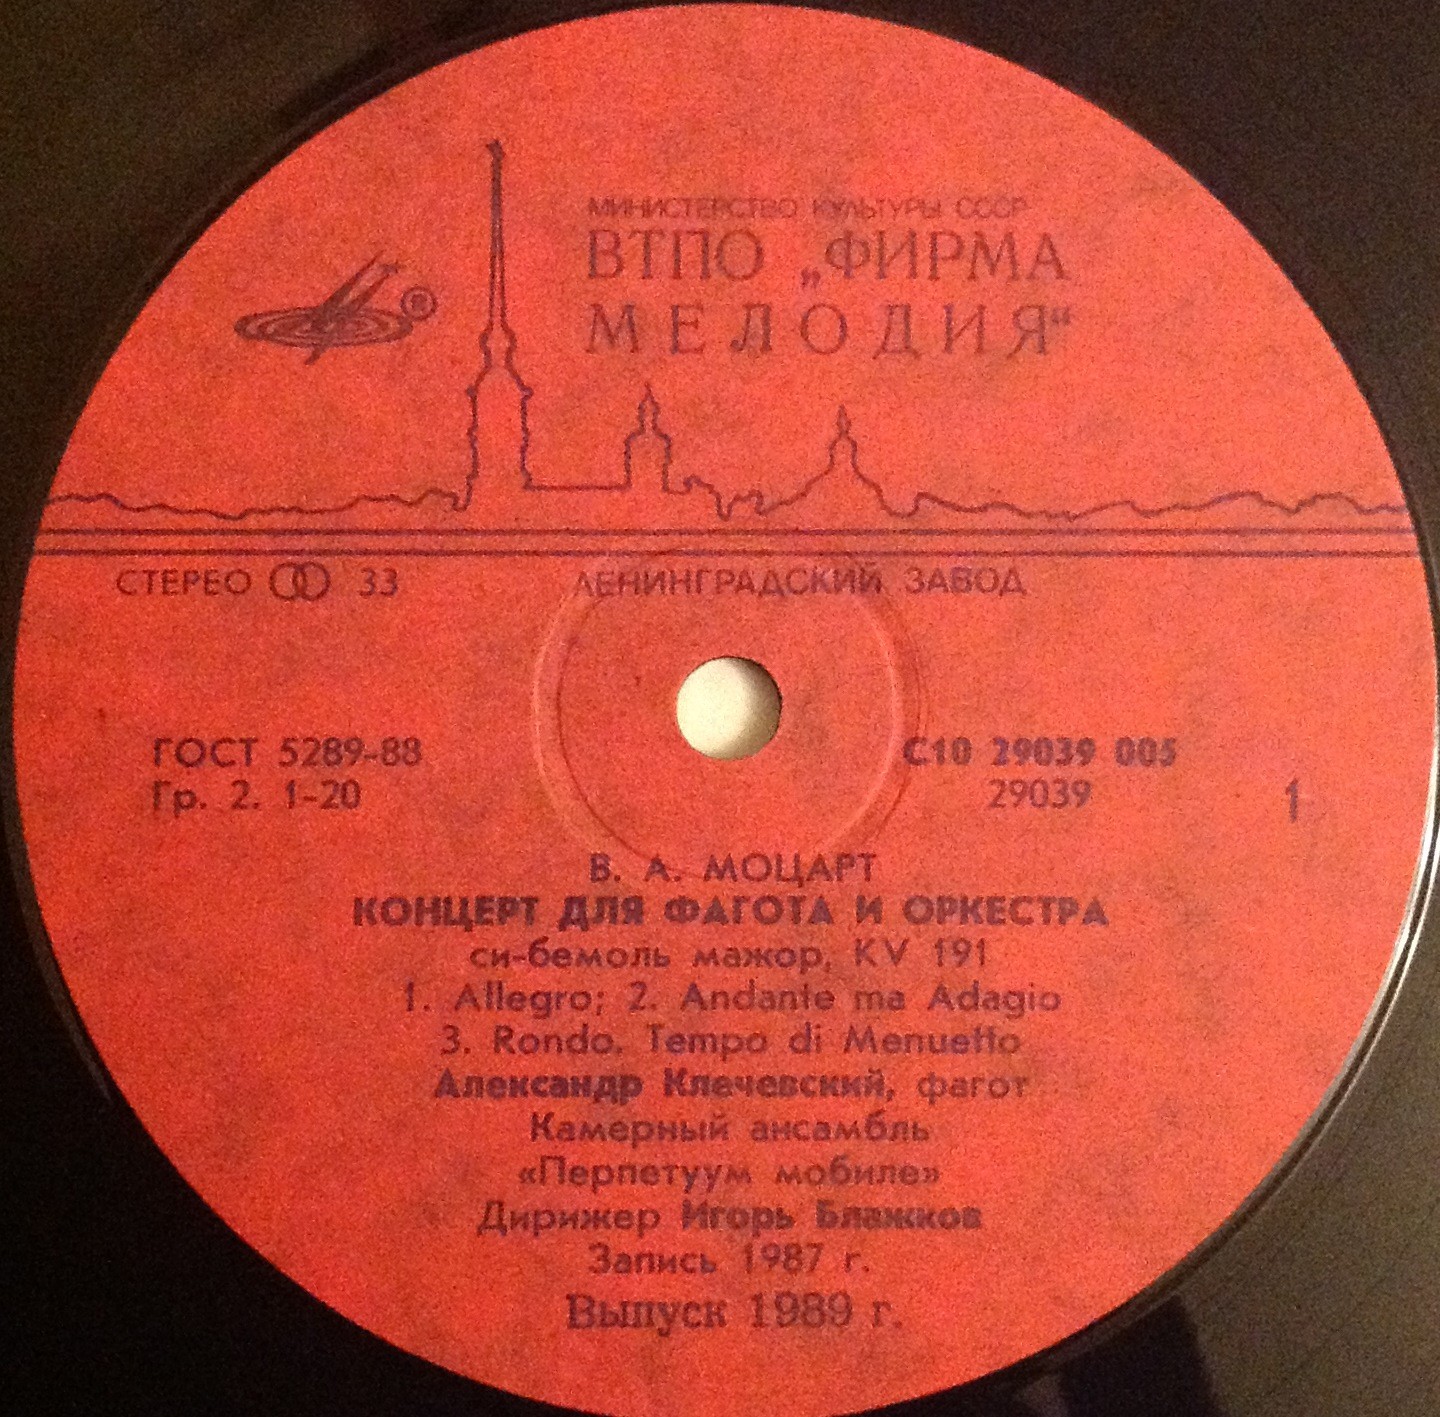 МИНИСТЕРСТВО КУЛЬТУРЫ СССР
ВТПО „ФИРМА
МЕЛОДИЯ“
®
СТЕРЕО 33
ЛЕНИНГРАДСКИЙ ЗАВОД
ГОСТ 5289-88
Гр. 2. 1-20
С10 29039 005
29039
1
В. А. МОЦАРТ
КОНЦЕРТ ДЛЯ ФАГОТА И ОРКЕСТРА
си-бемоль мажор, KV 191
1. Allegro; 2. Andante ma Adagio
3. Rondo. Tempo di Menuetto
Александр Клечевский, фагот
Камерный ансамбль
«Перпетуум мобиле»
Дирижер Игорь Блажков
Запись 1987 г.
Выпуск 1989 г.